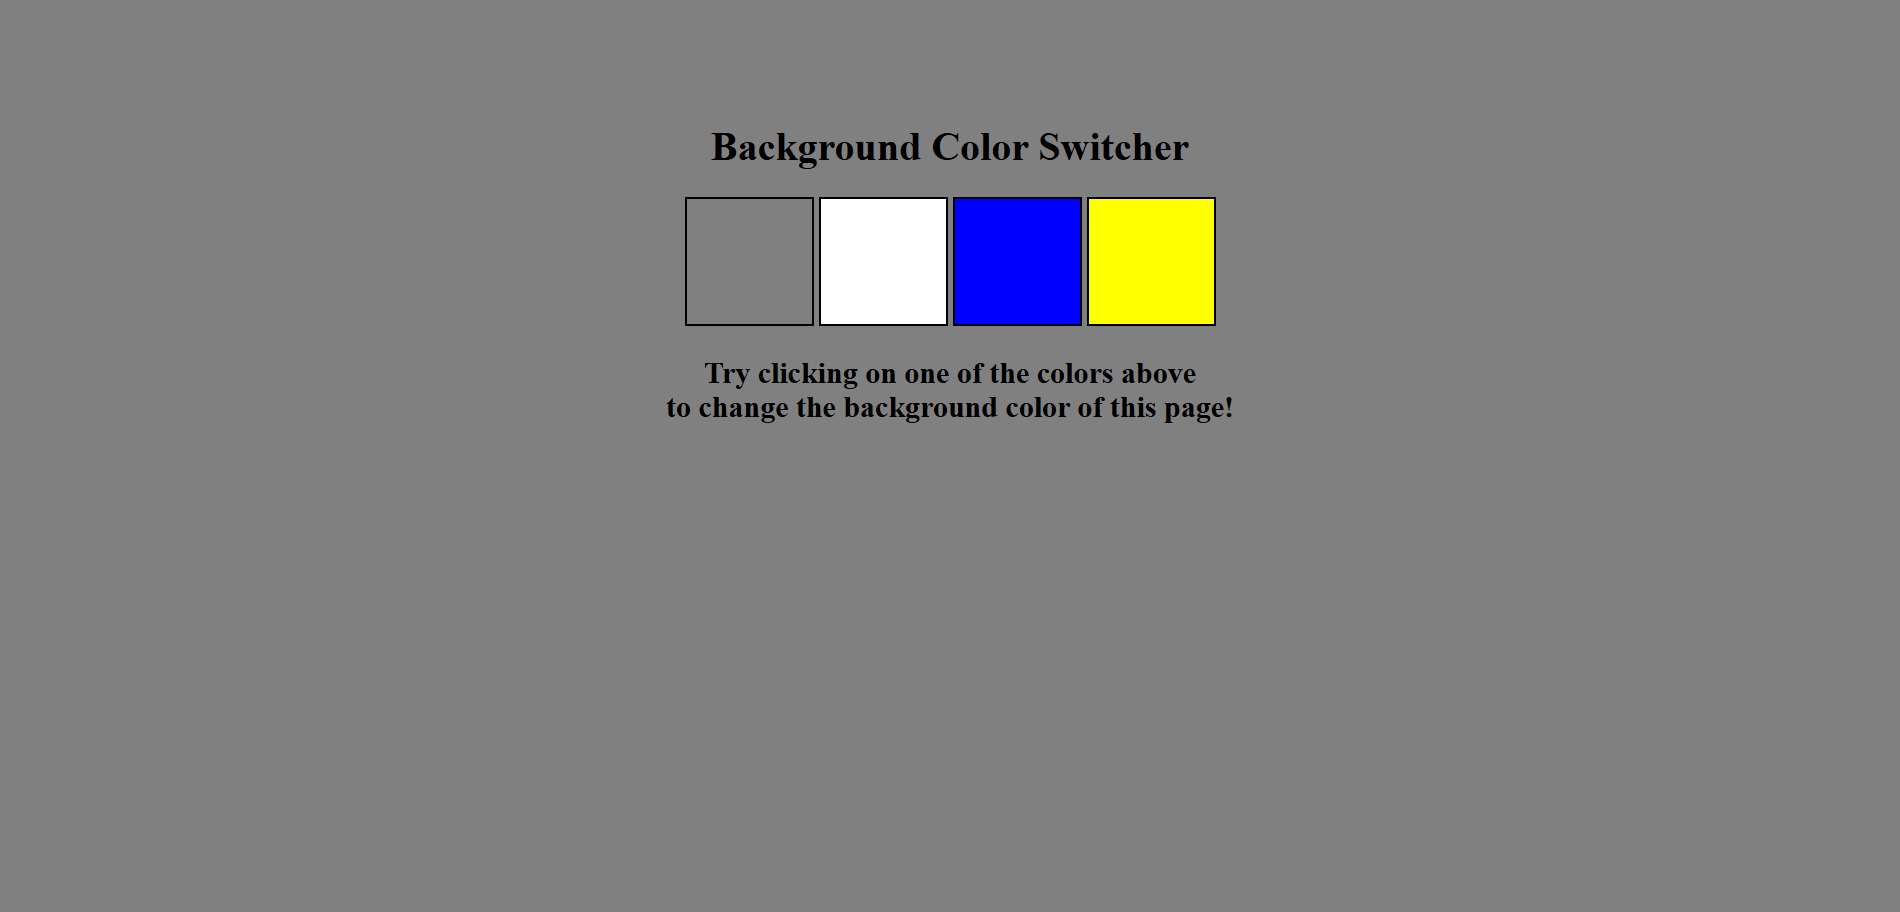 Background Color Switcher
Try clicking on one of the colors above
to change the background color of this page!